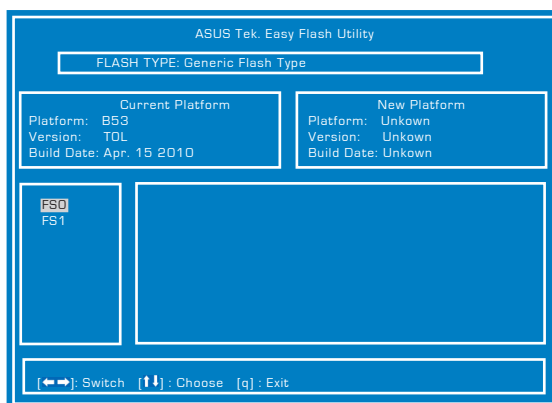 ASUS Tek. Easy Flash Utility
FLASH TYPE: Generic Flash Type
Current Platform
Platform: B53
Version: TOL
Build Date: Apr. 15 2010
New Platform
Platform: Unkown
Version: Unkown
Build Date: Unkown
FS0
FS1
[←→]: Switch [↑↓] : Choose [q] : Exit